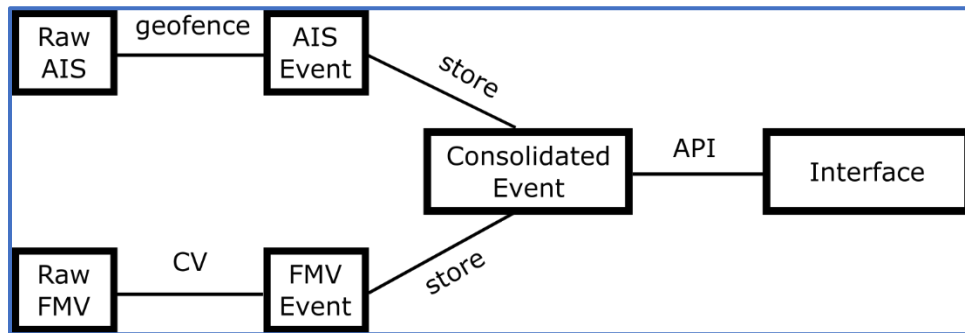 Raw
AIS
geofence
AIS
Event
store
Consolidated
Event
API
Interface
Raw
FMV
CV
FMV
Event
store